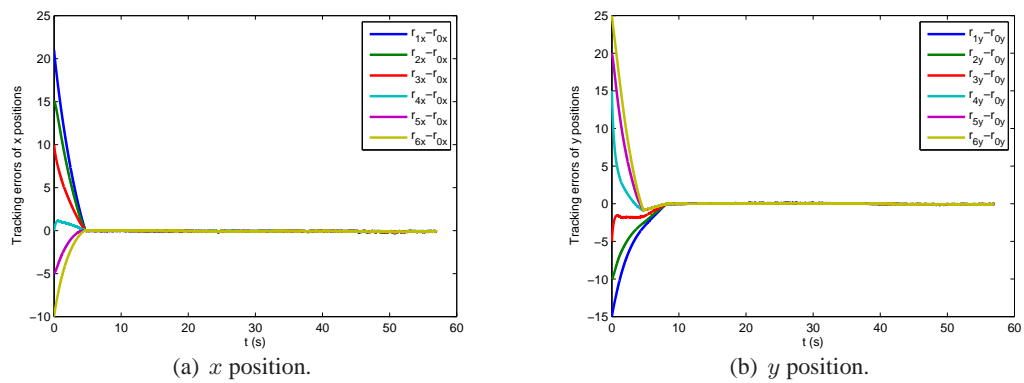 25
20
15
10
5
0
−5
−10
0 10 20 30 40 50 60
t (s)
Tracking errors of x positions
r1x−r0x
r2x−r0x
r3x−r0x
r4x−r0x
r5x−r0x
r6x−r0x
(a) x position.
25
20
15
10
5
0
−5
−10
−15
0 10 20 30 40 50 60
t (s)
Tracking errors of y positions
r1y−r0y
r2y−r0y
r3y−r0y
r4y−r0y
r5y−r0y
r6y−r0y
(b) y position.